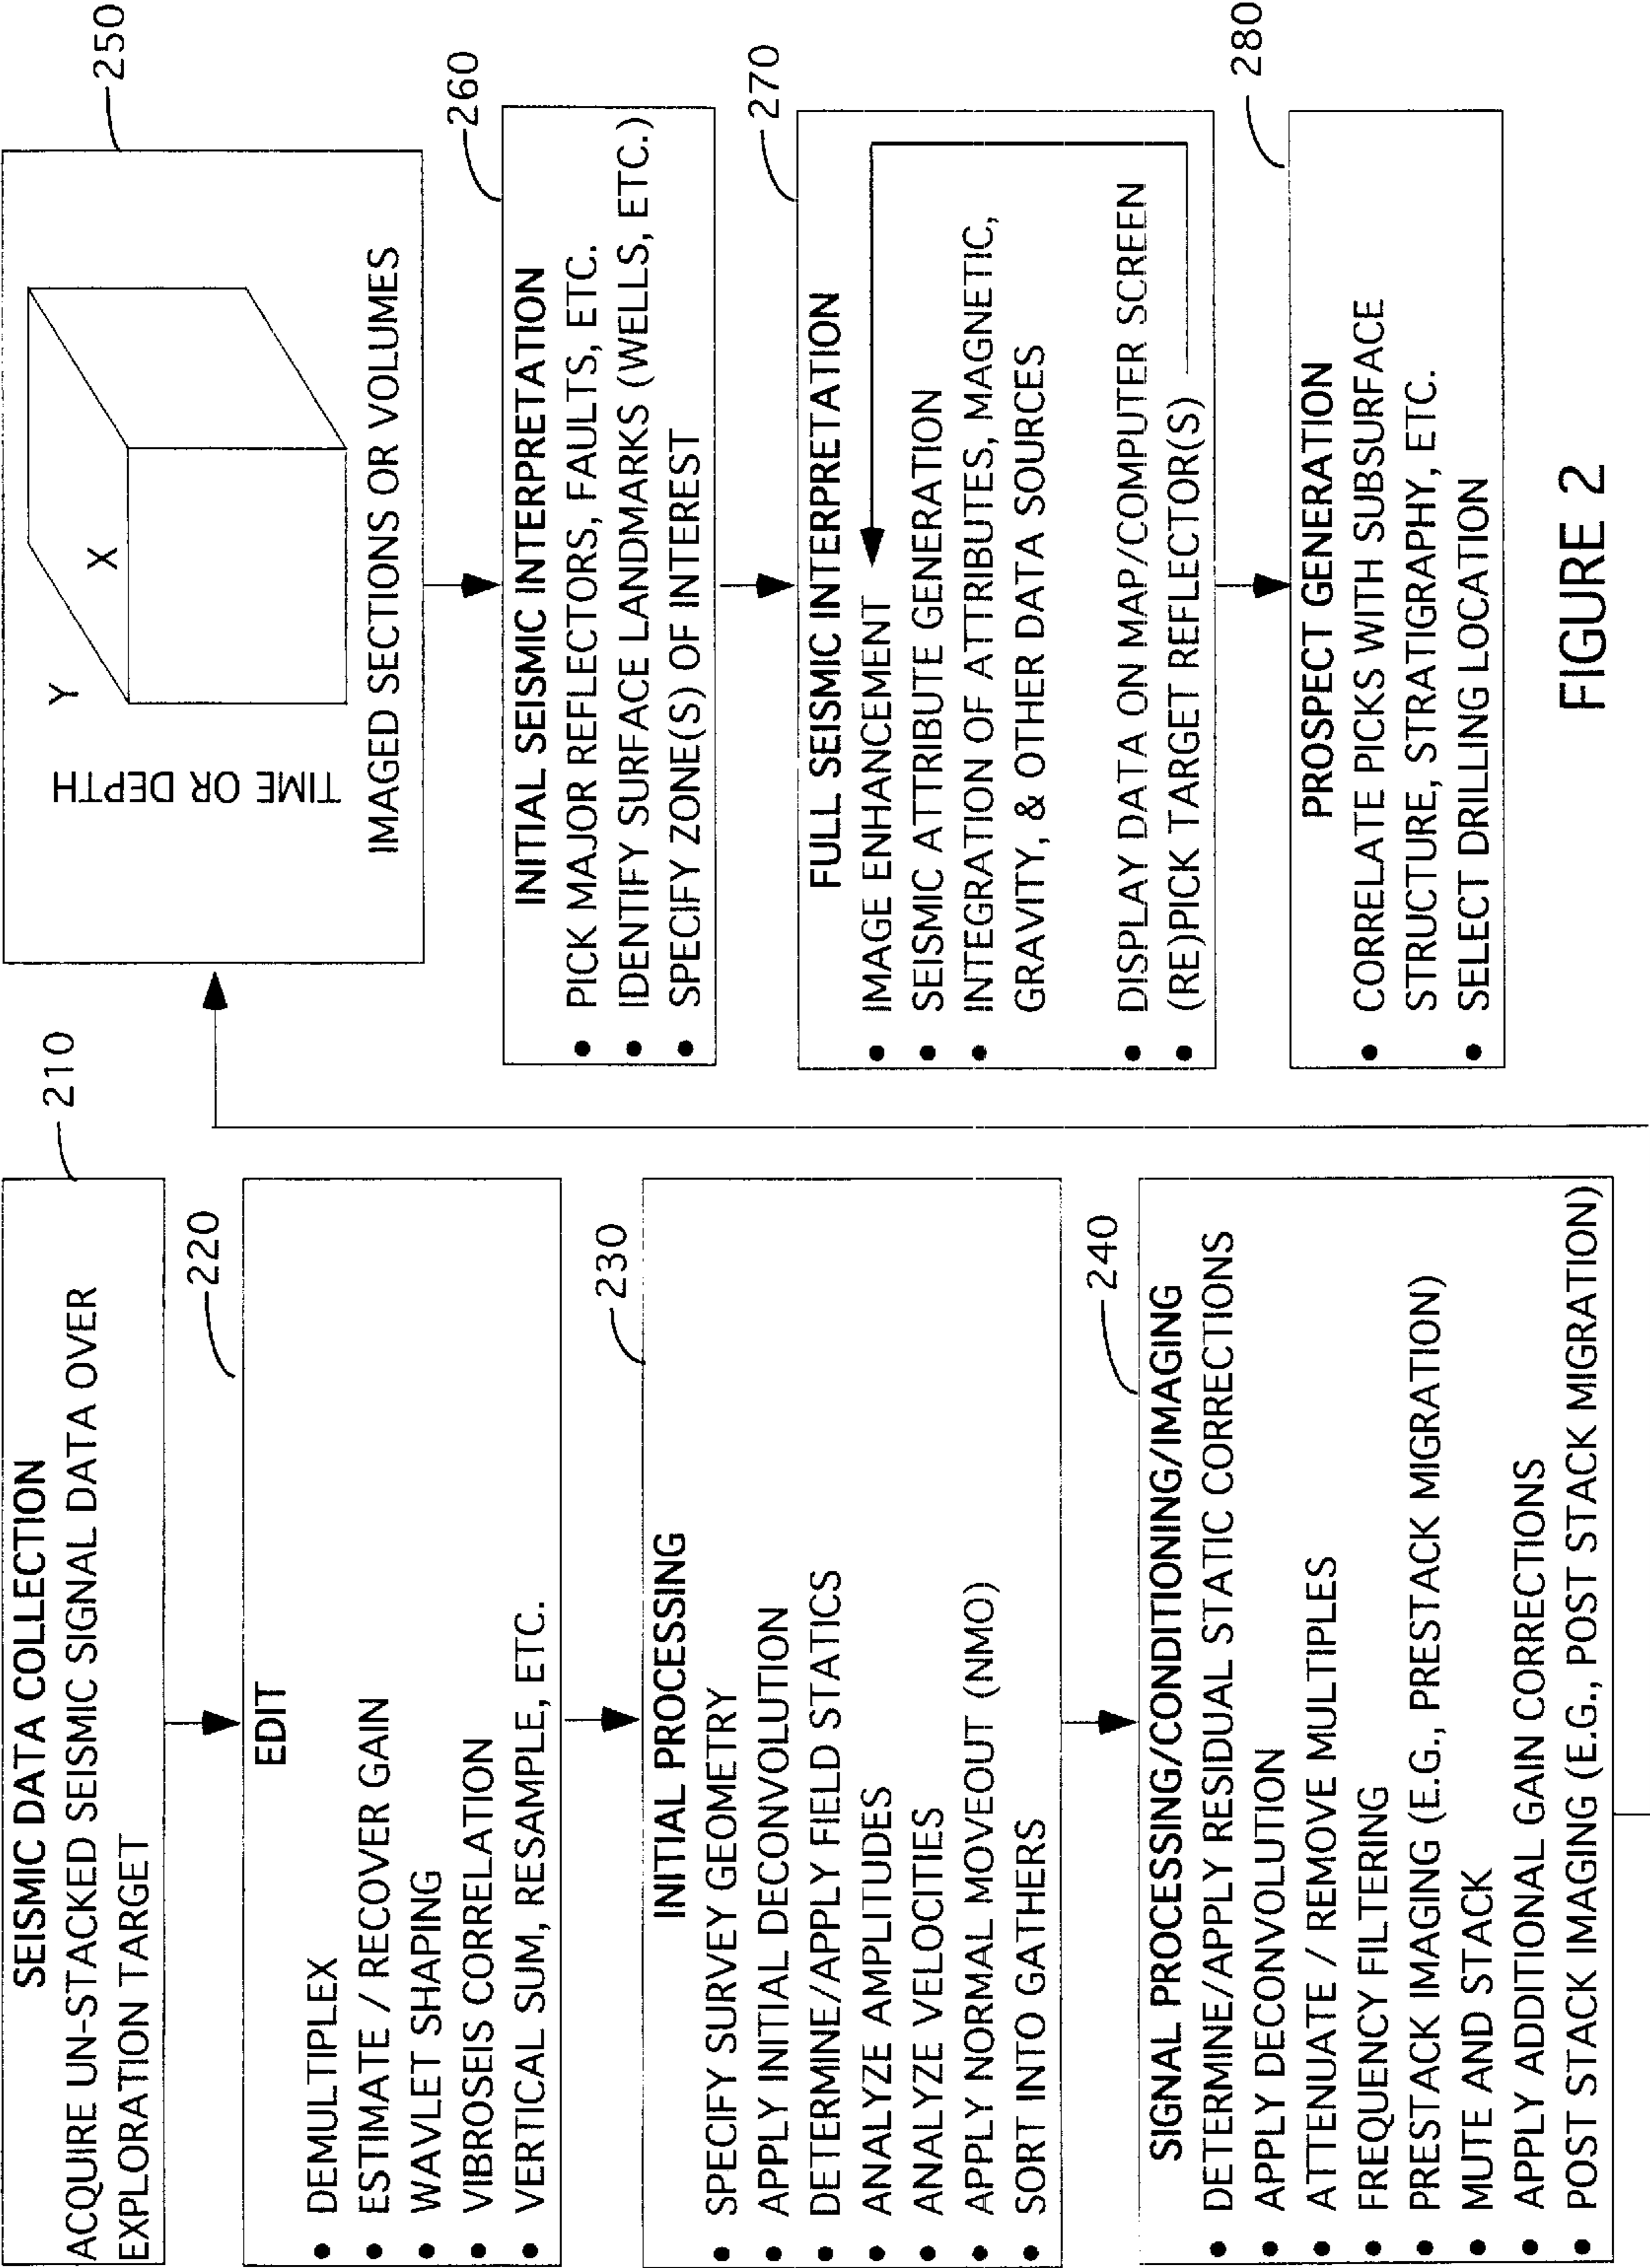 SEISMIC DATA COLLECTION
ACQUIRE UN-STACKED SEISMIC SIGNAL DATA OVER
EXPLORATION TARGET
210
220
EDIT
• DEMULTIPLEX
• ESTIMATE / RECOVER GAIN
• WAVLET SHAPING
• VIBROSEIS CORRELATION
• VERTICAL SUM, RESAMPLE, ETC.
230
INITIAL PROCESSING
• SPECIFY SURVEY GEOMETRY
• APPLY INITIAL DECONVOLUTION
• DETERMINE/APPLY FIELD STATICS
• ANALYZE AMPLITUDES
• ANALYZE VELOCITIES
• APPLY NORMAL MOVEOUT (NMO)
• SORT INTO GATHERS
240
SIGNAL PROCESSING/CONDITIONING/IMAGING
• DETERMINE/APPLY RESIDUAL STATIC CORRECTIONS
• APPLY DECONVOLUTION
• ATTENUATE / REMOVE MULTIPLES
• FREQUENCY FILTERING
• PRESTACK IMAGING (E.G., PRESTACK MIGRATION)
• MUTE AND STACK
• APPLY ADDITIONAL GAIN CORRECTIONS
• POST STACK IMAGING (E.G., POST STACK MIGRATION)
250
Y
X
TIME OR DEPTH
IMAGED SECTIONS OR VOLUMES
260
INITIAL SEISMIC INTERPRETATION
• PICK MAJOR REFLECTORS, FAULTS, ETC.
• IDENTIFY SURFACE LANDMARKS (WELLS, ETC.)
• SPECIFY ZONE(S) OF INTEREST
270
FULL SEISMIC INTERPRETATION
• IMAGE ENHANCEMENT
• SEISMIC ATTRIBUTE GENERATION
• INTEGRATION OF ATTRIBUTES, MAGNETIC,
GRAVITY, & OTHER DATA SOURCES
• DISPLAY DATA ON MAP/COMPUTER SCREEN
• (RE)PICK TARGET REFLECTOR(S)
280
PROSPECT GENERATION
• CORRELATE PICKS WITH SUBSURFACE
STRUCTURE, STRATIGRAPHY, ETC.
• SELECT DRILLING LOCATION
FIGURE 2